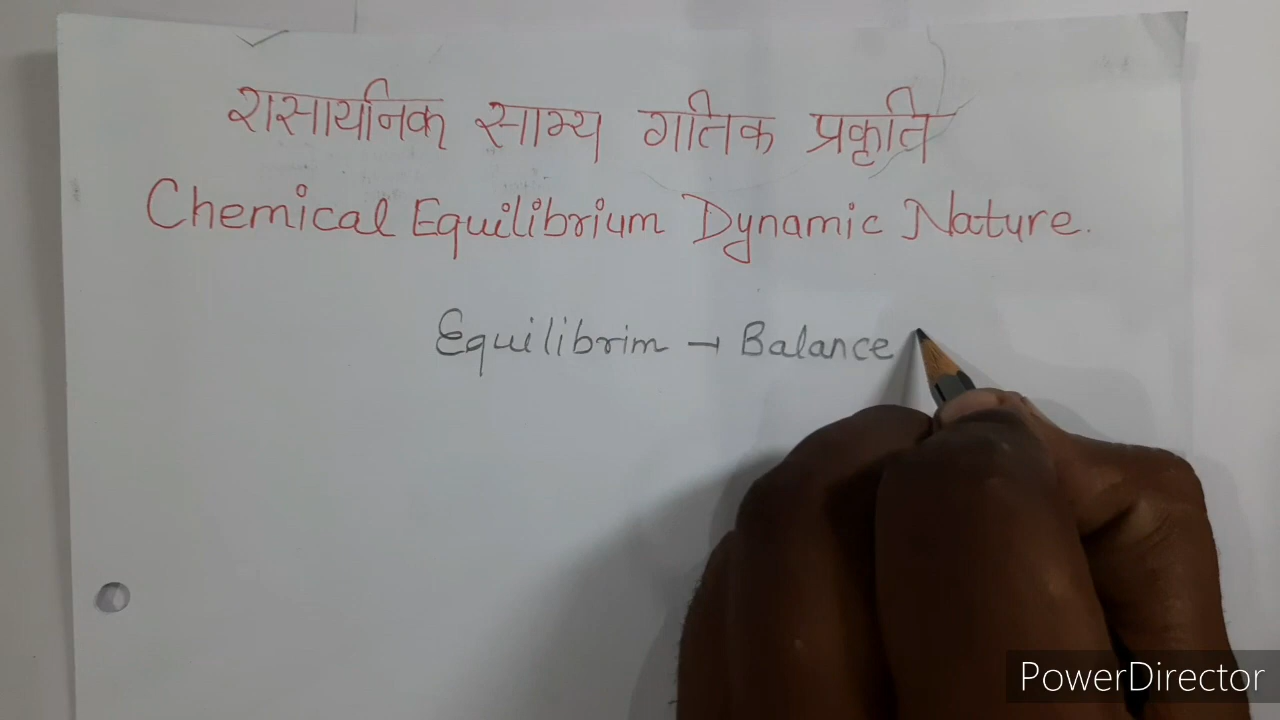 रासायनिक साम्य गतिक प्रकृति
Chemical Equilibrium Dynamic Nature.
Equilibrim → Balance
PowerDirector